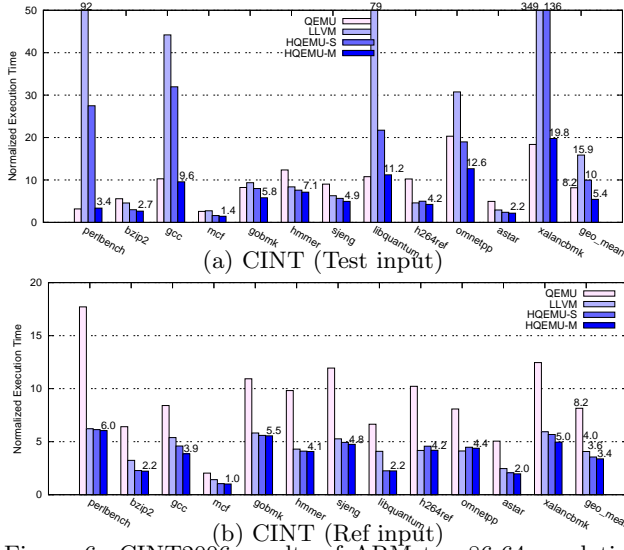 92
79
349 136
50
QEMU
LLVM
HQEMU-S
HQEMU-M
40
30
20
10
0
Normalized Execution Time
3.4
2.7
9.6
1.4
5.8
7.1
4.9
11.2
4.2
12.6
2.2
19.8
8.2
15.9
10
5.4
perlbench
bzip2
gcc
mcf
gobmk
hmmer
sjeng
libquantum
h264ref
omnetpp
astar
xalancbmk
geo_mean
(a) CINT (Test input)
20
QEMU
LLVM
HQEMU-S
HQEMU-M
15
10
5
0
Normalized Execution Time
6.0
2.2
3.9
1.0
5.5
4.1
4.8
2.2
4.2
4.4
2.0
5.0
8.2
4.0
3.6
3.4
perlbench
bzip2
gcc
mcf
gobmk
hmmer
sjeng
libquantum
h264ref
omnetpp
astar
xalancbmk
geo_mean
(b) CINT (Ref input)